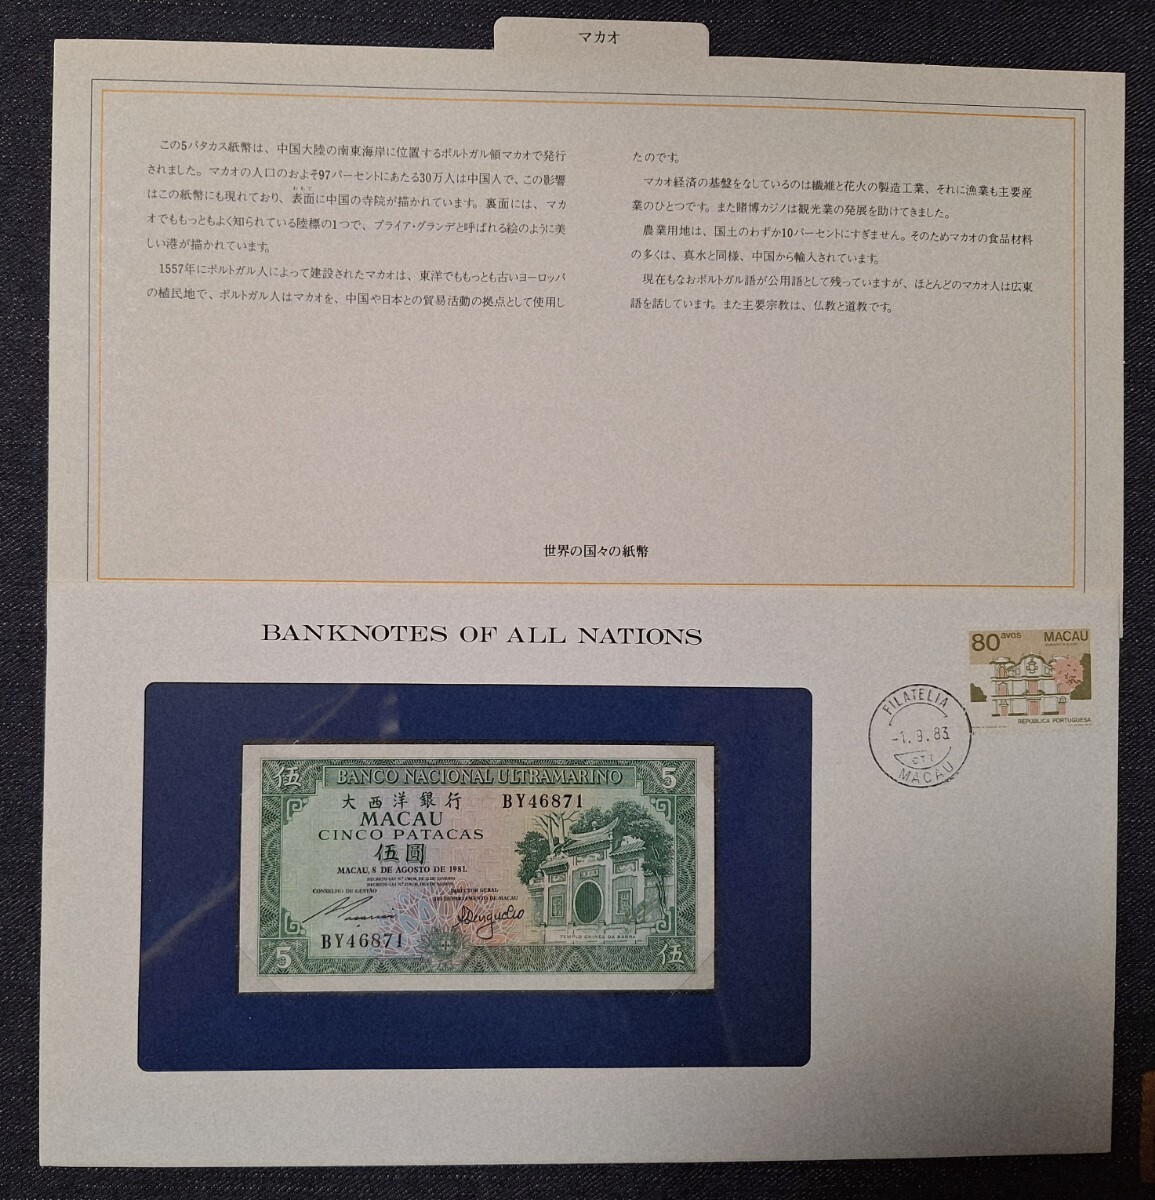 マカオ
この5パタカス紙幣は、中国大陸の南東海岸に位置するポルトガル領マカオで発行
されました。マカオの人口のおよそ97パーセントにあたる30万人は中国人で、この影響
はこの紙幣にも現れており、表面に中国の寺院が描かれています。裏面には、マカ
オでももっともよく知られている陸標の1つで、プライア・グランデと呼ばれる絵のように美
しい港が描かれています。
1557年にポルトガル人によって建設されたマカオは、東洋でももっとも古いヨーロッパ
の植民地で、ポルトガル人はマカオを、中国や日本との貿易活動の拠点として使用し
たのです。
マカオ経済の基盤をなしているのは繊維と花火の製造工業、それに漁業も主要産
業のひとつです。また賭博カジノは観光業の発展を助けてきました。
農業用地は、国土のわずか10パーセントにすぎません。そのためマカオの食品材料
の多くは、真水と同様、中国から輸入されています。
現在もなおポルトガル語が公用語として残っていますが、ほとんどのマカオ人は広東
語を話しています。また主要宗教は、仏教と道教です。
世界の国々の紙幣
BANKNOTES OF ALL NATIONS
80 avos MACAU
REPÚBLICA PORTUGUESA
FILATELIA
-1.9.83
CTT
MACAU
伍 BANCO NACIONAL ULTRAMARINO 5
大西洋銀行 BY46871
MACAU
CINCO PATACAS
伍圓
MACAU, 8 DE AGOSTO DE 1981.
CONSELHO DE GESTÃO
DIRECTOR GERAL
DO DEPARTAMENTO DE MACAU
BY46871
TEMPLO CHINÊS DA BARRA
5 伍